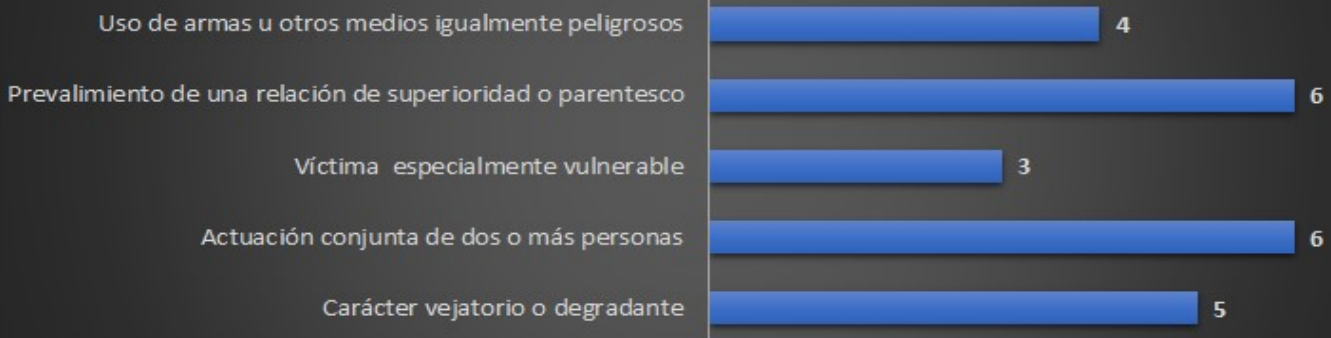 Uso de armas u otros medios igualmente peligrosos 4
Prevalimiento de una relación de superioridad o parentesco 6
Víctima especialmente vulnerable 3
Actuación conjunta de dos o más personas 6
Carácter vejatorio o degradante 5